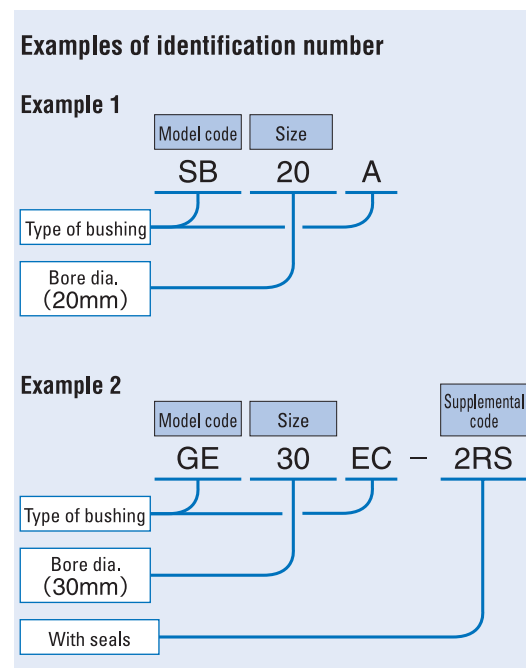 Examples of identification number
Example 1
Model code Size
SB 20 A
Type of bushing
Bore dia.
(20mm)
Example 2
Model code Size Supplemental code
GE 30 EC – 2RS
Type of bushing
Bore dia.
(30mm)
With seals